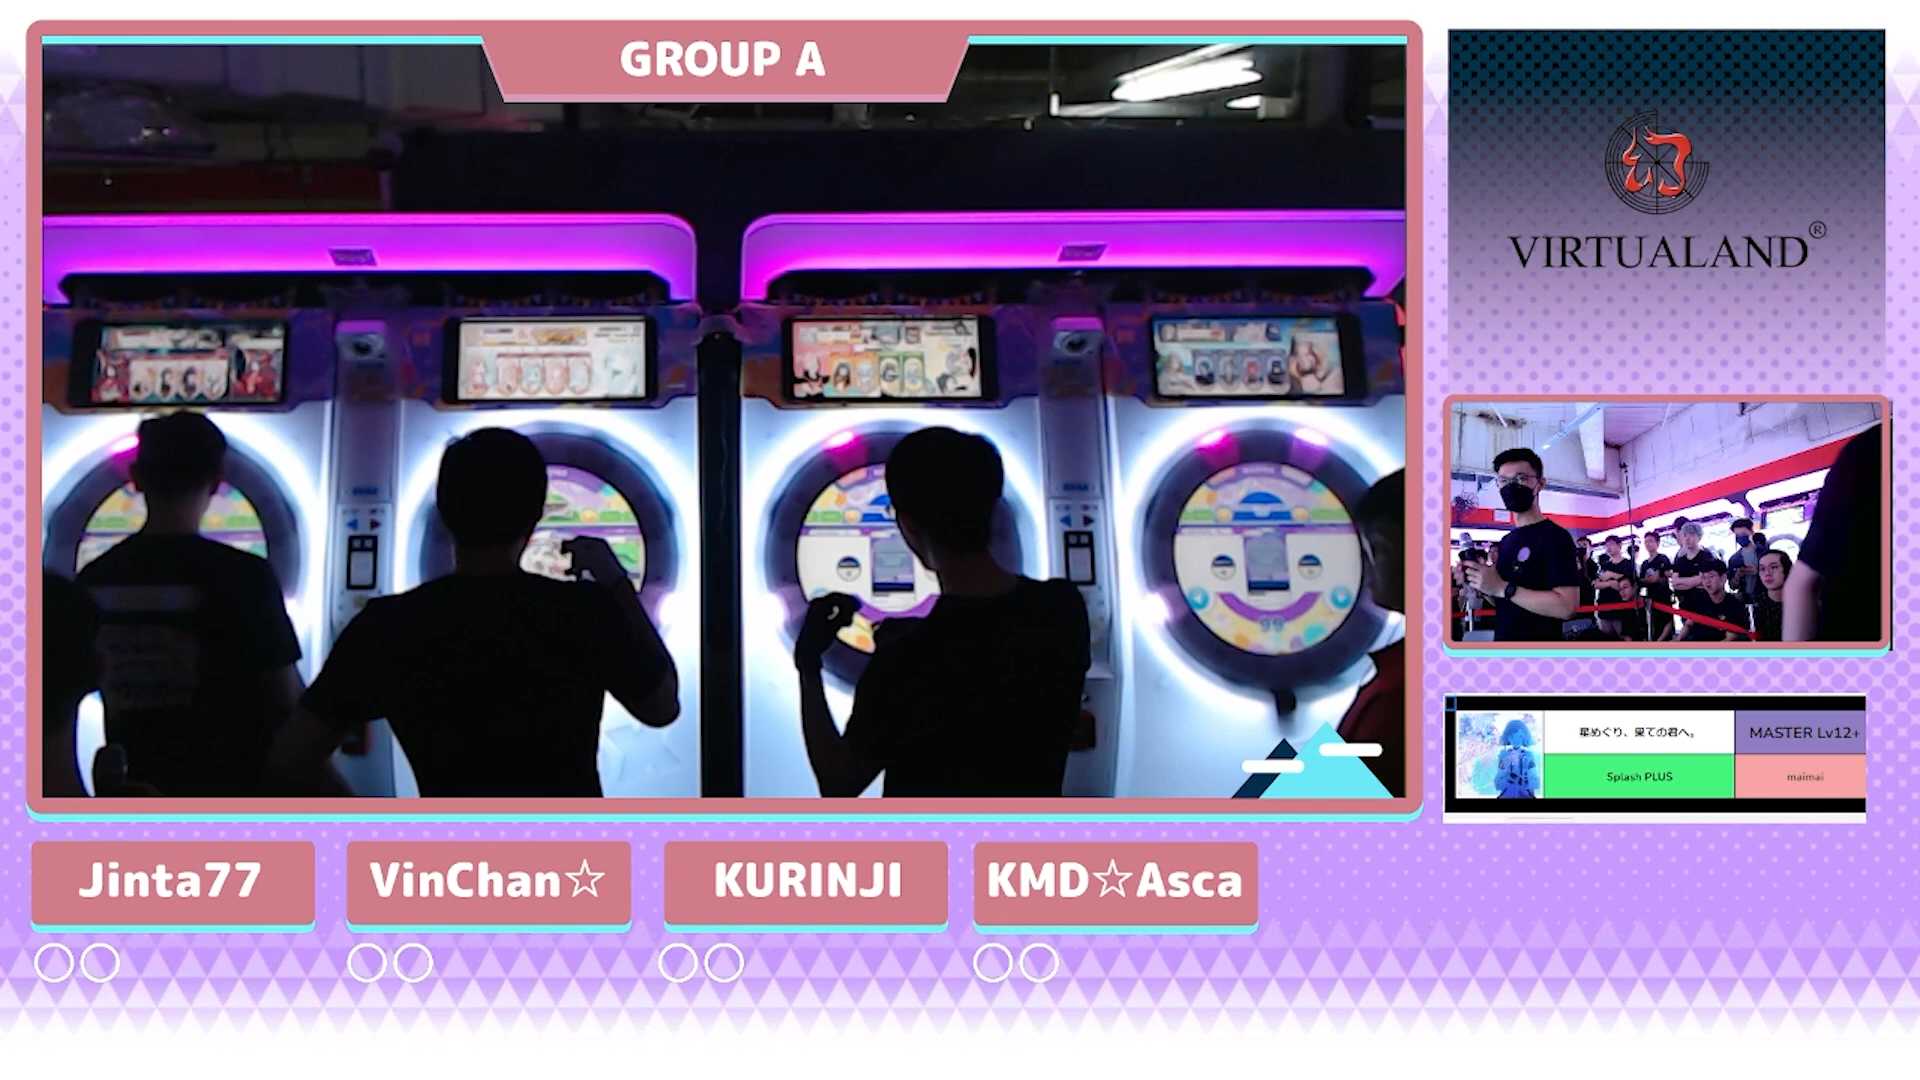 GROUP A
幻
VIRTUALAND®
星めぐり、果ての君へ。
MASTER Lv12+
Splash PLUS
maimai
Jinta77
VinChan☆
KURINJI
KMD☆Asca